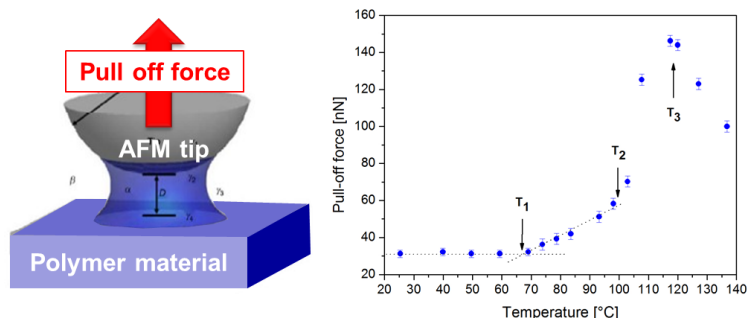 Pull off force
AFM tip
β
α
D
γ₂
γ₃
Polymer material
Pull-off force [nN]
160
140
120
100
80
60
40
20
T₁
T₂
T₃
20 30 40 50 60 70 80 90 100 110 120 130 140
Temperature [°C]